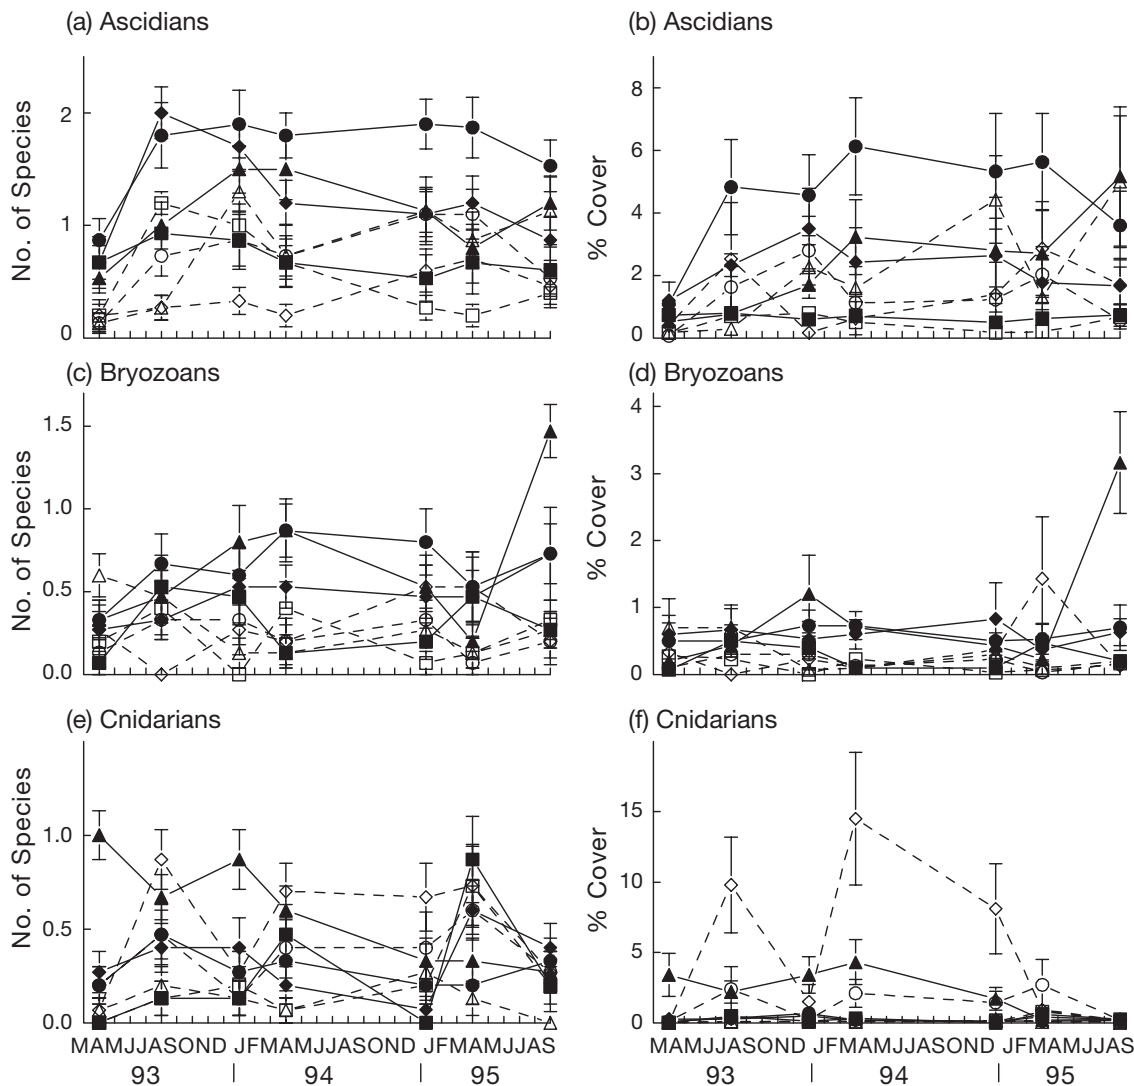 (a) Ascidians
(b) Ascidians
No. of Species
2
1
0
% Cover
8
6
4
2
0
(c) Bryozoans
(d) Bryozoans
No. of Species
1.5
1.0
0.5
0.0
% Cover
4
3
2
1
0
(e) Cnidarians
(f) Cnidarians
No. of Species
1.0
0.5
0.0
% Cover
15
10
5
0
MAMJJASOND JFMAMJJASOND JFMAMJJAS
MAMJJASOND JFMAMJJASOND JFMAMJJAS
93 | 94 | 95
93 | 94 | 95